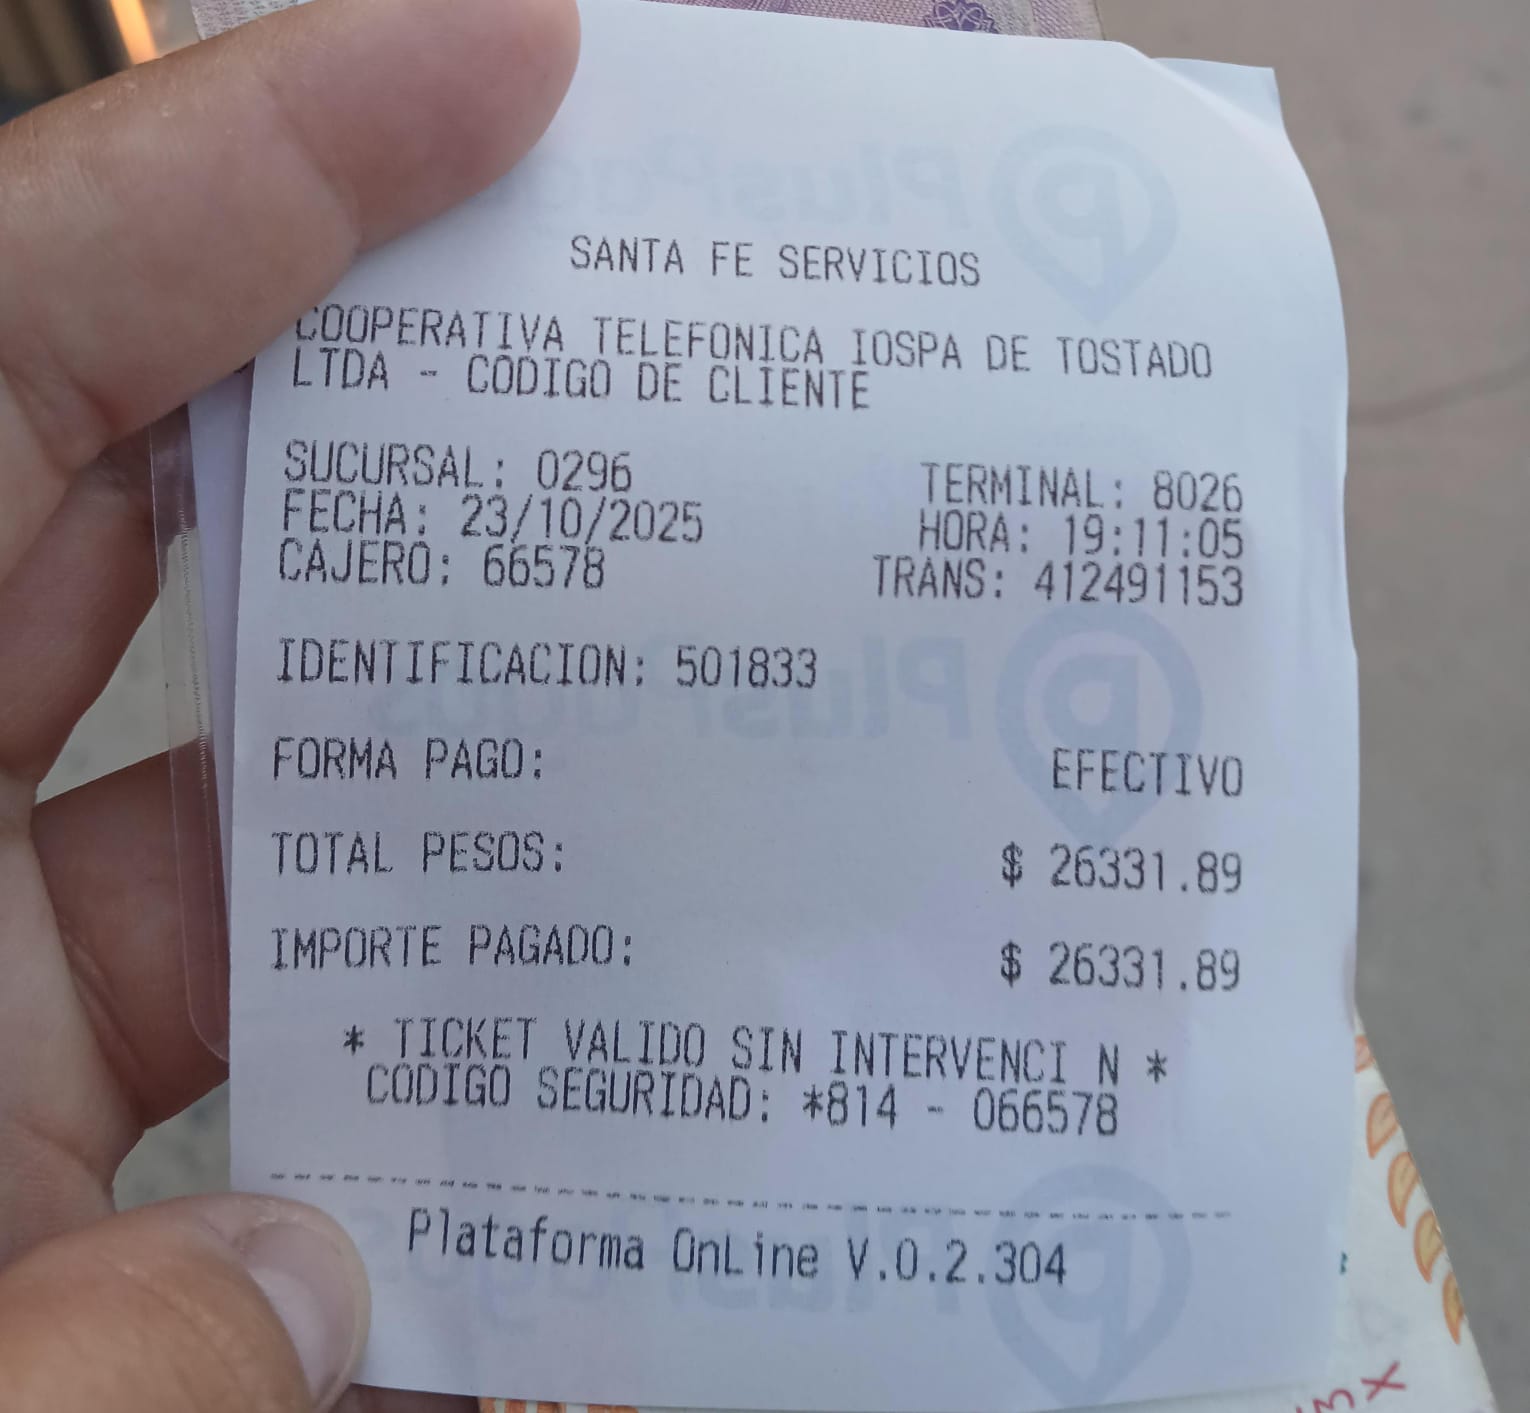 SANTA FE SERVICIOS
COOPERATIVA TELEFONICA IOSPA DE TOSTADO
LTDA - CODIGO DE CLIENTE
SUCURSAL: 0296 TERMINAL: 8026
FECHA: 23/10/2025 HORA: 19:11:05
CAJERO: 66578 TRANS: 412491153
IDENTIFICACION: 501833
FORMA PAGO: EFECTIVO
TOTAL PESOS: $ 26331.89
IMPORTE PAGADO: $ 26331.89
* TICKET VALIDO SIN INTERVENCI N *
CODIGO SEGURIDAD: *814 - 066578
Plataforma OnLine V.0.2.304